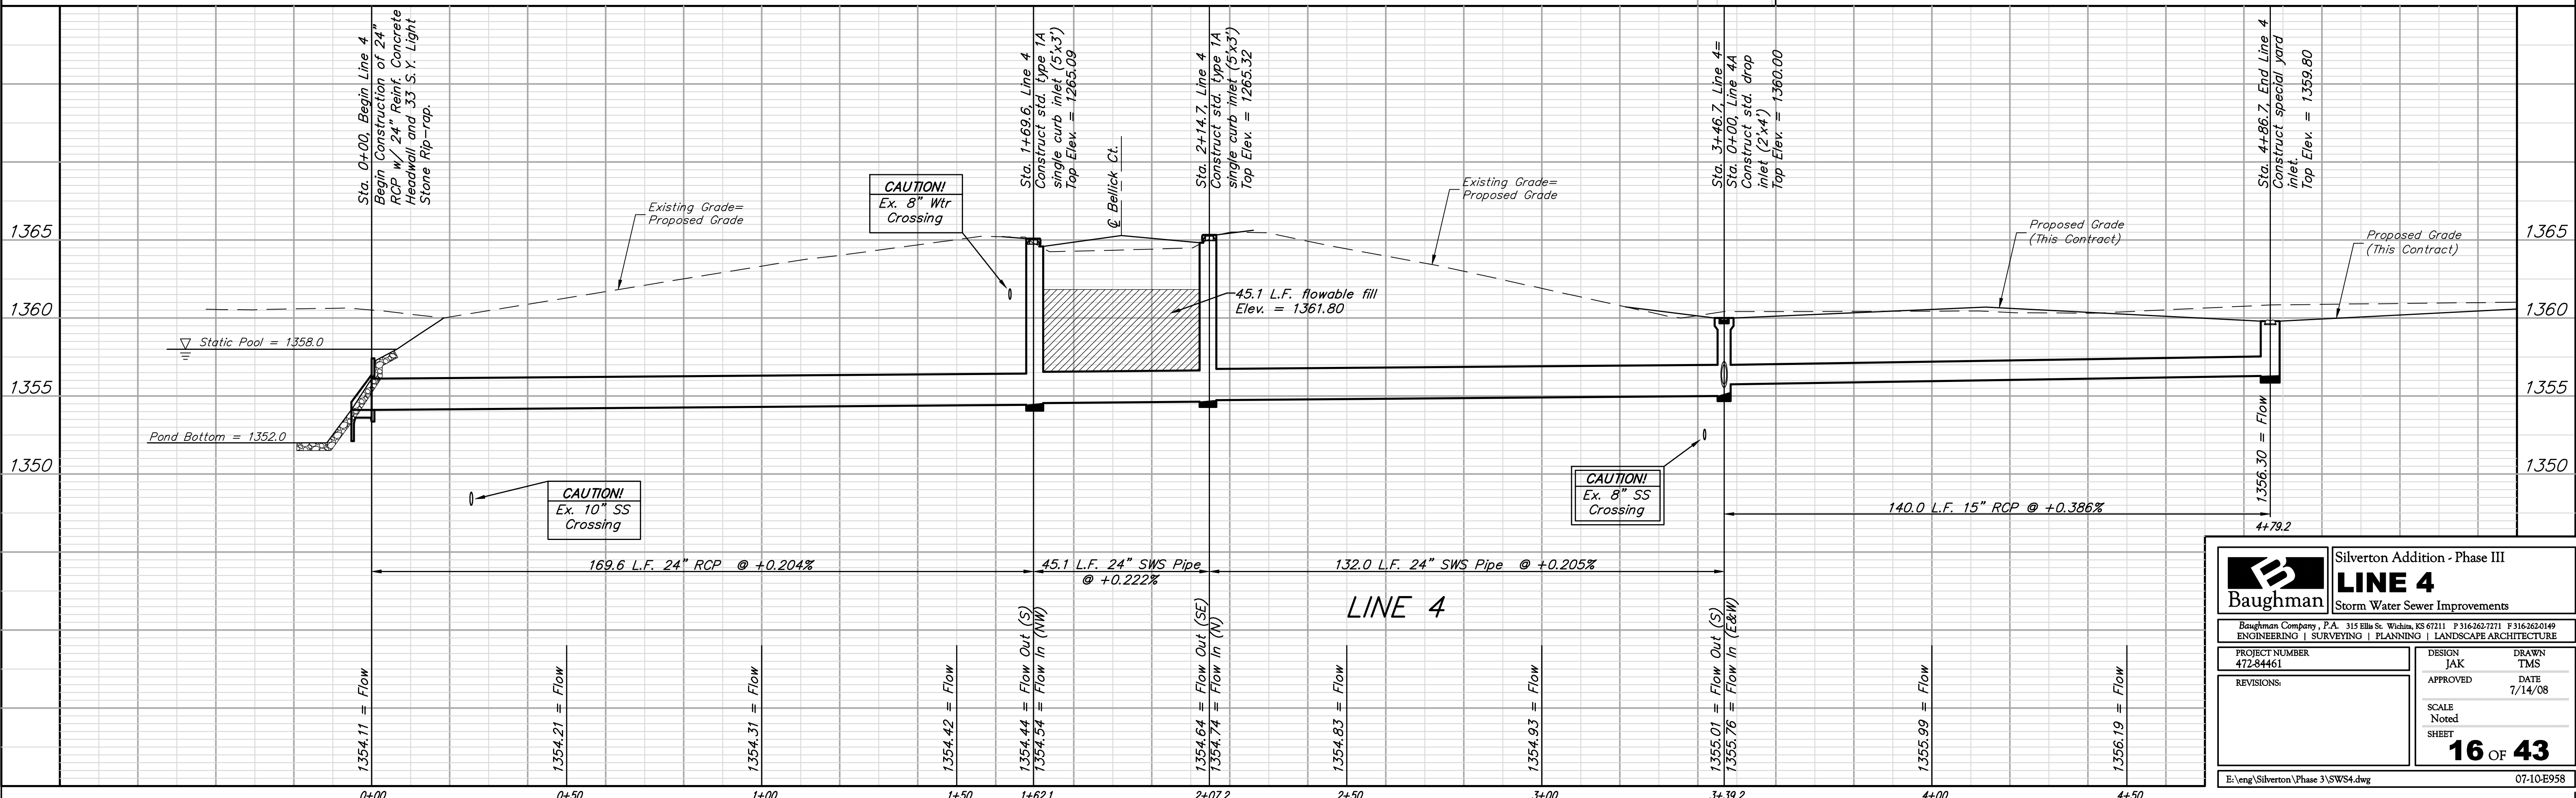 Sta. 0+00, Begin Line 4
Begin Construction of 24"
RCP w/ 24" Reinf. Concrete
Headwall and 33 S.Y. Light
Stone Rip-rap.
Sta. 1+69.6, Line 4
Construct std. type 1A
single curb inlet (5'x3')
Top Elev. = 1265.09
℄ Bellick Ct.
Sta. 2+14.7, Line 4
Construct std. type 1A
single curb inlet (5'x3')
Top Elev. = 1265.32
Sta. 3+46.7, Line 4=
Sta. 0+00, Line 4A
Construct std. drop
inlet (2'x4')
Top Elev. = 1360.00
Sta. 4+86.7, End Line 4
Construct special yard
inlet.
Top Elev. = 1359.80
CAUTION!
Ex. 8" Wtr
Crossing
Existing Grade=
Proposed Grade
Existing Grade=
Proposed Grade
Proposed Grade
(This Contract)
Proposed Grade
(This Contract)
1365
1365
45.1 L.F. flowable fill
Elev. = 1361.80
1360
1360
Static Pool = 1358.0
1355
1355
Pond Bottom = 1352.0
1350
1350
CAUTION!
Ex. 10" SS
Crossing
CAUTION!
Ex. 8" SS
Crossing
1356.30 = Flow
140.0 L.F. 15" RCP @ +0.386%
4+79.2
169.6 L.F. 24" RCP @ +0.204%
45.1 L.F. 24" SWS Pipe
@ +0.222%
132.0 L.F. 24" SWS Pipe @ +0.205%
LINE 4
1354.11 = Flow
1354.21 = Flow
1354.31 = Flow
1354.42 = Flow
1354.44 = Flow Out (S)
1354.54 = Flow In (NW)
1354.64 = Flow Out (SE)
1354.74 = Flow In (N)
1354.83 = Flow
1354.93 = Flow
1355.01 = Flow Out (S)
1355.76 = Flow In (E&W)
1355.99 = Flow
1356.19 = Flow
0+00
0+50
1+00
1+50
1+62.1
2+07.2
2+50
3+00
3+39.2
4+00
4+50
Baughman
Silverton Addition - Phase III
LINE 4
Storm Water Sewer Improvements
Baughman Company, P.A. 315 Ellis St. Wichita, KS 67211 P 316-262-7271 F 316-262-0149
ENGINEERING | SURVEYING | PLANNING | LANDSCAPE ARCHITECTURE
PROJECT NUMBER
472-84461
REVISIONS:
DESIGN
JAK
DRAWN
TMS
APPROVED
DATE
7/14/08
SCALE
Noted
SHEET
16 OF 43
E:\eng\Silverton\Phase 3\SWS4.dwg
07-10-E958